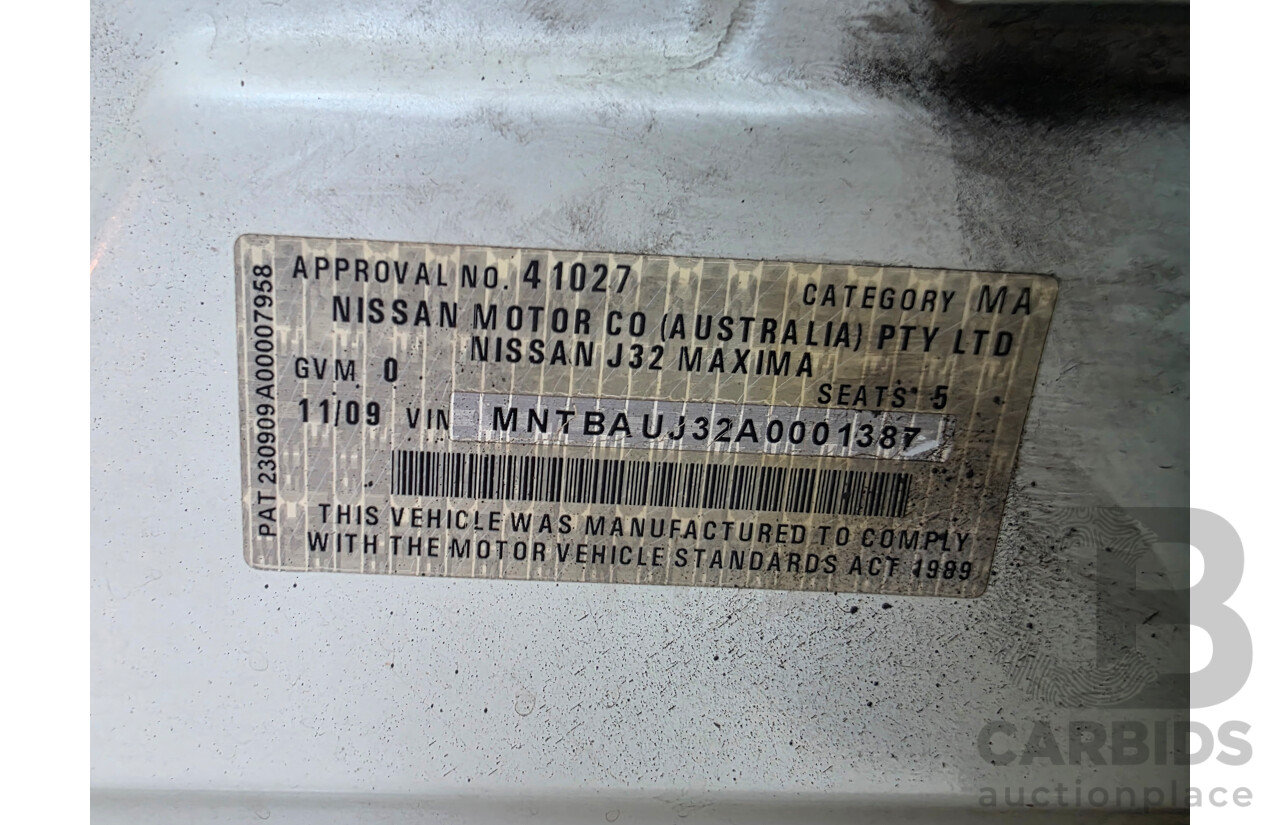 PAT 230909A00007958
APPROVAL NO. 41027 CATEGORY MA
NISSAN MOTOR CO (AUSTRALIA) PTY LTD
NISSAN J32 MAXIMA
GVM 0 SEATS 5
11/09 VIN MNTBAUJ32A0001387
THIS VEHICLE WAS MANUFACTURED TO COMPLY
WITH THE MOTOR VEHICLE STANDARDS ACT 1989
B
CARBIDS
auctionplace